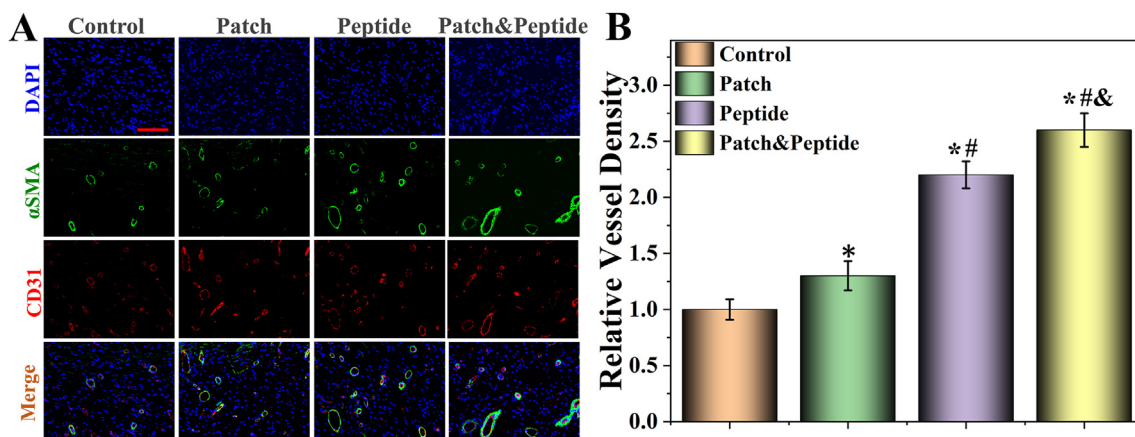 A
Control Patch Peptide Patch&Peptide
DAPI
αSMA
CD31
Merge
B
Relative Vessel Density
3.0
2.5
2.0
1.5
1.0
0.5
0.0
Control
Patch
Peptide
Patch&Peptide
*
*#
*#&